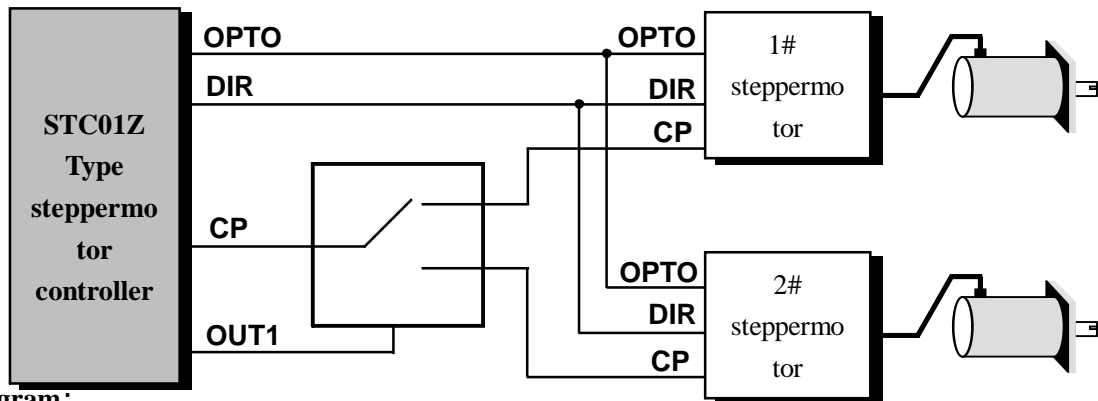 STC01Z
Type
steppermo
tor
controller
OPTO
DIR
CP
OUT1
OPTO
DIR
CP
1#
steppermo
tor
OPTO
DIR
CP
2#
steppermo
tor
gram: